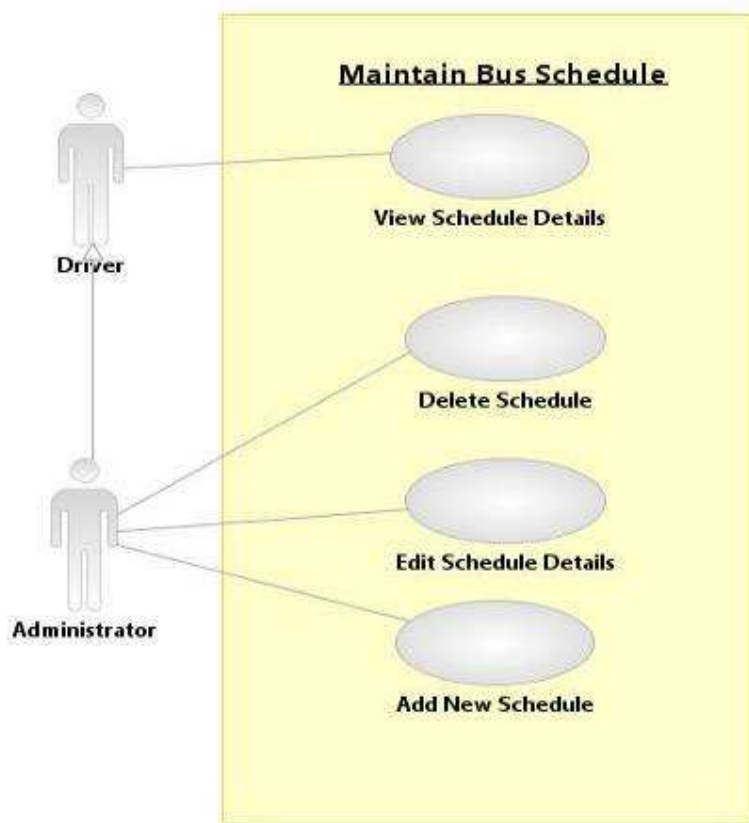 Maintain Bus Schedule
Driver
View Schedule Details
Delete Schedule
Edit Schedule Details
Administrator
Add New Schedule